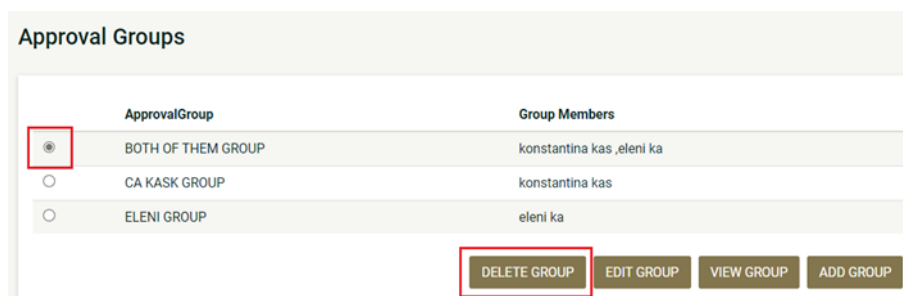 Approval Groups
ApprovalGroup Group Members
BOTH OF THEM GROUP konstantina kas ,eleni ka
CA KASK GROUP konstantina kas
ELENI GROUP eleni ka
DELETE GROUP EDIT GROUP VIEW GROUP ADD GROUP